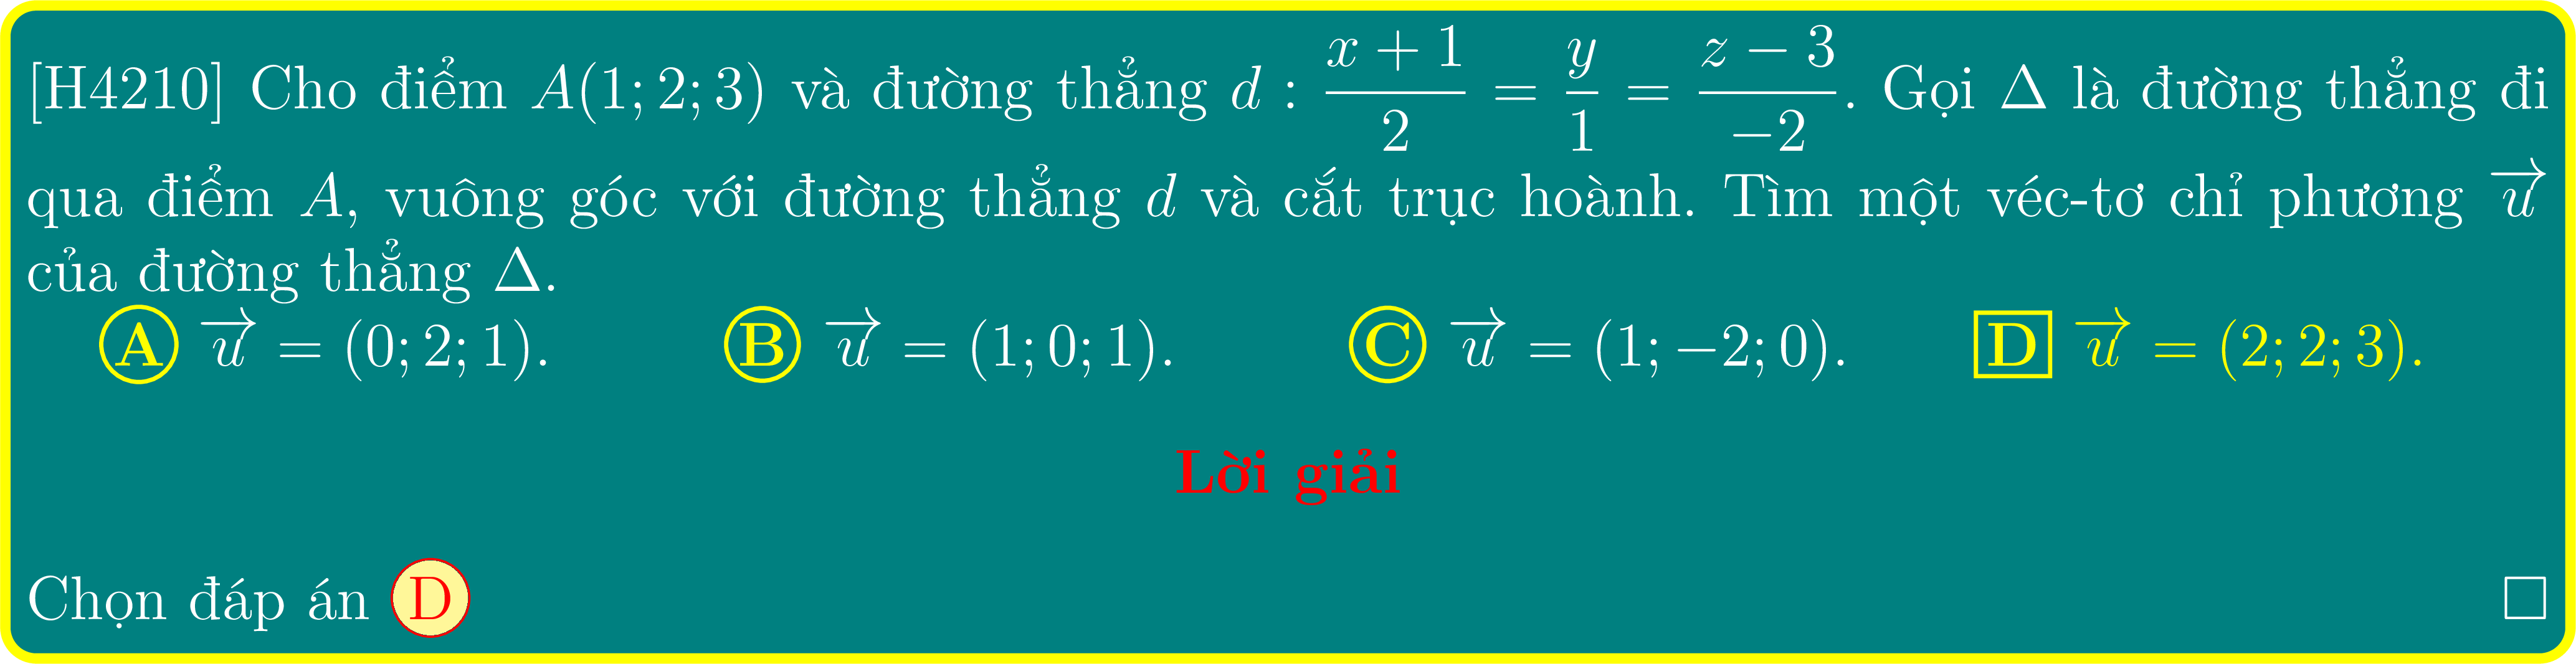 [H4210] Cho điểm $A(1; 2; 3)$ và đường thẳng $d : \dfrac{x+1}{2} = \dfrac{y}{1} = \dfrac{z-3}{-2}$. Gọi $\Delta$ là đường thẳng đi
qua điểm $A$, vuông góc với đường thẳng $d$ và cắt trục hoành. Tìm một véc-tơ chỉ phương $\overrightarrow{u}$
của đường thẳng $\Delta$.
A $\overrightarrow{u} = (0; 2; 1)$. B $\overrightarrow{u} = (1; 0; 1)$. C $\overrightarrow{u} = (1; -2; 0)$. D $\overrightarrow{u} = (2; 2; 3)$.
Lời giải
Chọn đáp án D □